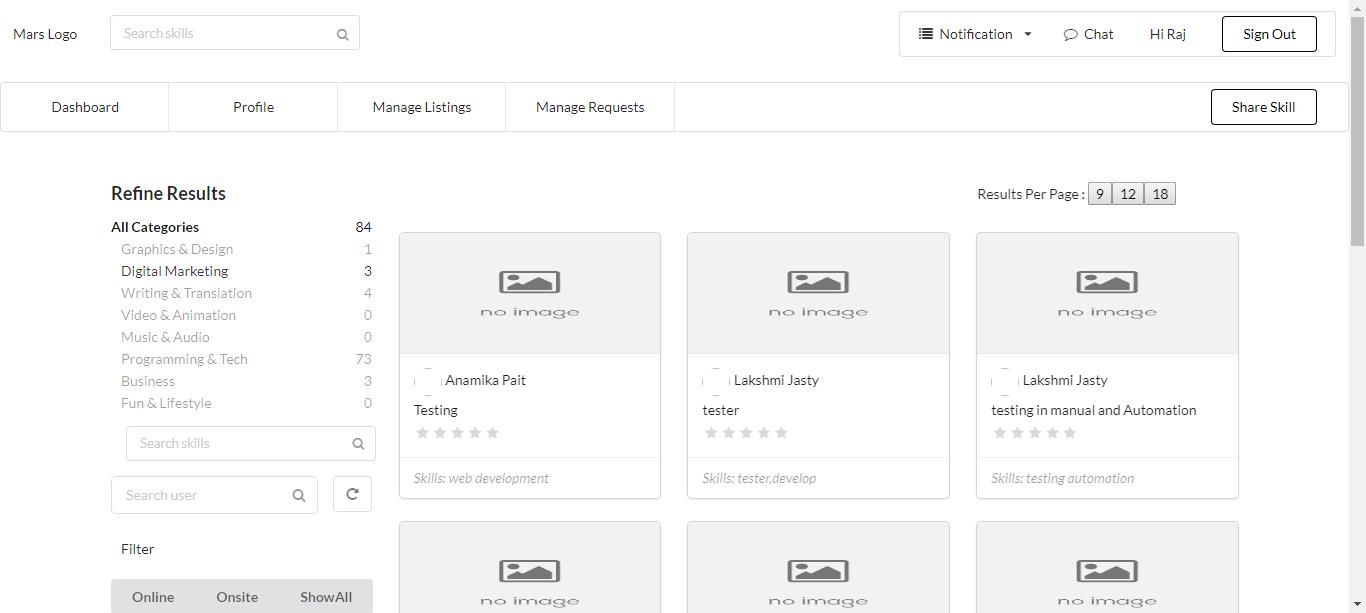 Mars Logo
Search skills
Notification
Chat
Hi Raj
Sign Out
Dashboard
Profile
Manage Listings
Manage Requests
Share Skill
Refine Results
Results Per Page : 9 12 18
All Categories 84
Graphics & Design 1
Digital Marketing 3
Writing & Translation 4
Video & Animation 0
Music & Audio 0
Programming & Tech 73
Business 3
Fun & Lifestyle 0
Search skills
Search user
Filter
Online Onsite ShowAll
no image
Anamika Pait
Testing
Skills: web development
no image
Lakshmi Jasty
tester
Skills: tester,develop
no image
Lakshmi Jasty
testing in manual and Automation
Skills: testing automation
no image
no image
no image